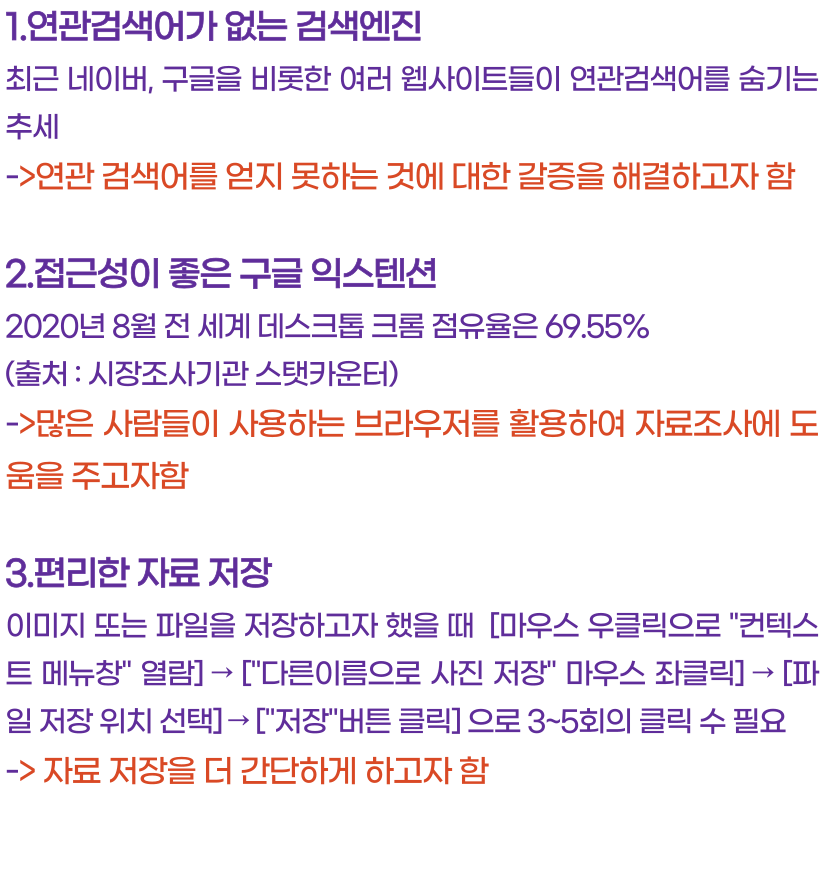 1.연관검색어가 없는 검색엔진
최근 네이버, 구글을 비롯한 여러 웹사이트들이 연관검색어를 숨기는
추세
->연관 검색어를 얻지 못하는 것에 대한 갈증을 해결하고자 함
2.접근성이 좋은 구글 익스텐션
2020년 8월 전 세계 데스크톱 크롬 점유율은 69.55%
(출처 : 시장조사기관 스탯카운터)
->많은 사람들이 사용하는 브라우저를 활용하여 자료조사에 도
움을 주고자함
3.편리한 자료 저장
이미지 또는 파일을 저장하고자 했을 때 [마우스 우클릭으로 "컨텍스
트 메뉴창" 열람] → ["다른이름으로 사진 저장" 마우스 좌클릭] → [파
일 저장 위치 선택] → ["저장"버튼 클릭] 으로 3~5회의 클릭 수 필요
-> 자료 저장을 더 간단하게 하고자 함